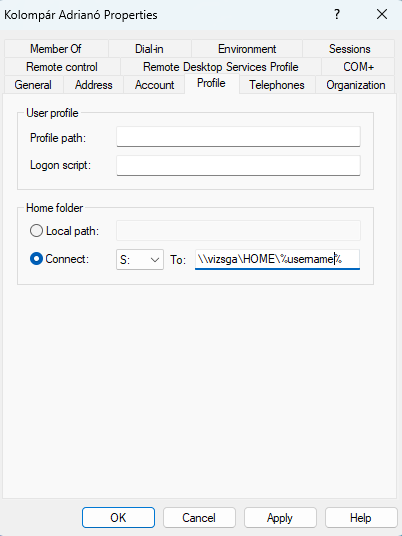 Kolompár Adrianó Properties ?
Member Of Dial-in Environment Sessions
Remote control Remote Desktop Services Profile COM+
General Address Account Profile Telephones Organization
User profile
Profile path:
Logon script:
Home folder
Local path:
Connect: S: To: \\vizsga\HOME\%username%
OK Cancel Apply Help